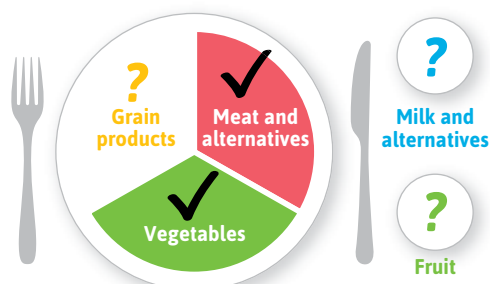 ?
Grain
products
Meat and
alternatives
Vegetables
?
Milk and
alternatives
?
Fruit